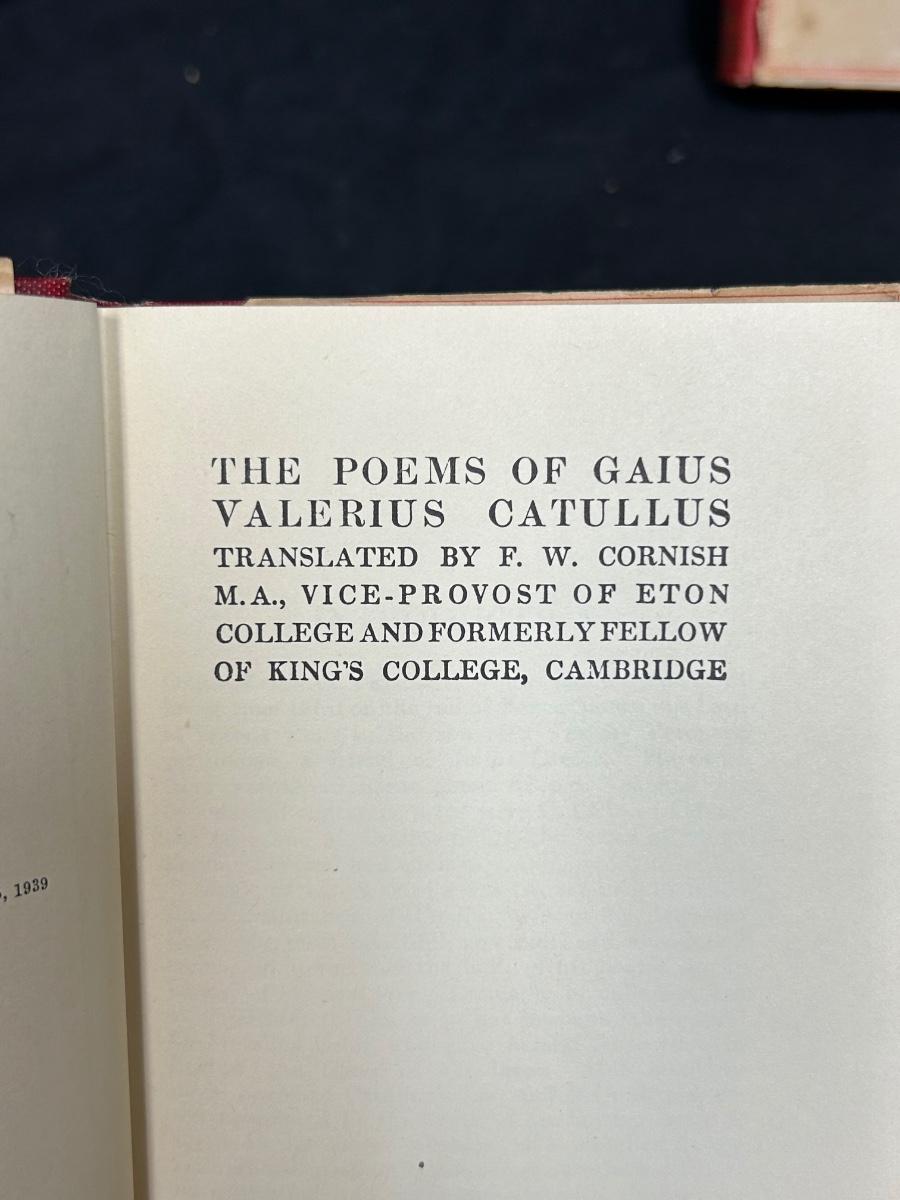 THE POEMS OF GAIUS
VALERIUS CATULLUS
TRANSLATED BY F. W. CORNISH
M.A., VICE-PROVOST OF ETON
COLLEGE AND FORMERLY FELLOW
OF KING'S COLLEGE, CAMBRIDGE
, 1939